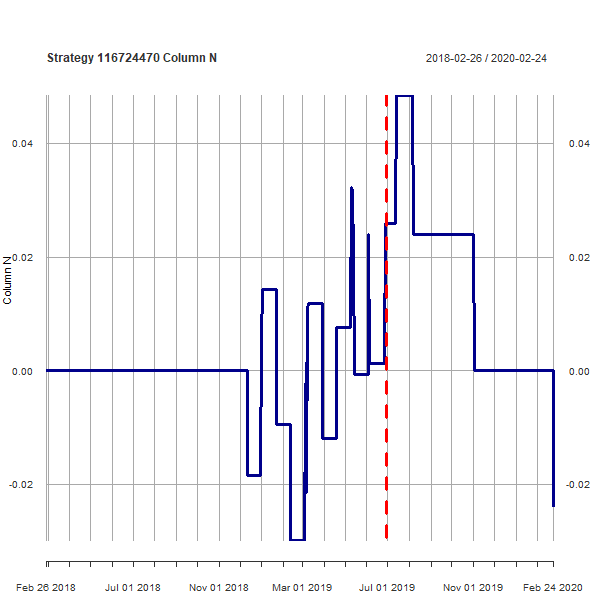 Strategy 116724470 Column N
2018-02-26 / 2020-02-24
0.04
0.04
0.02
0.02
Column N
0.00
0.00
-0.02
-0.02
Feb 26 2018
Jul 01 2018
Nov 01 2018
Mar 01 2019
Jul 01 2019
Nov 01 2019
Feb 24 2020